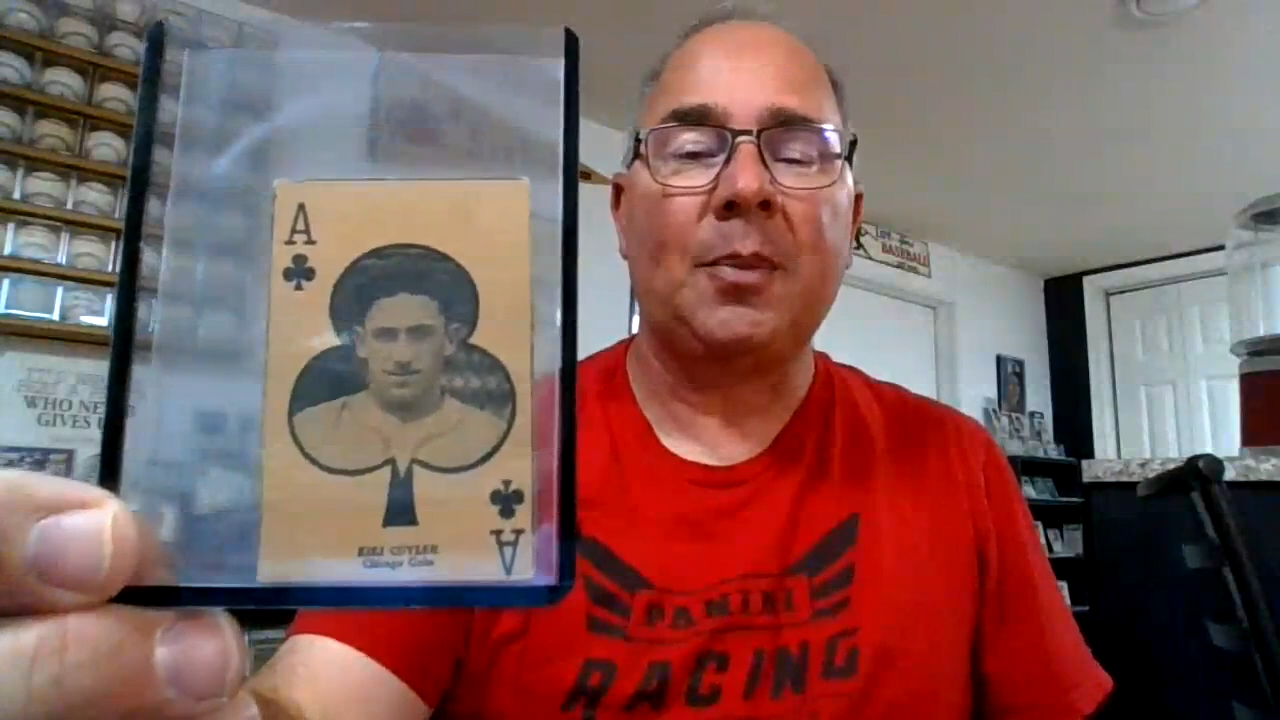 A
KIKI CUYLER
Chicago Cubs
A
WHO NE
GIVES U
BASEBALL
PANINI
RACING